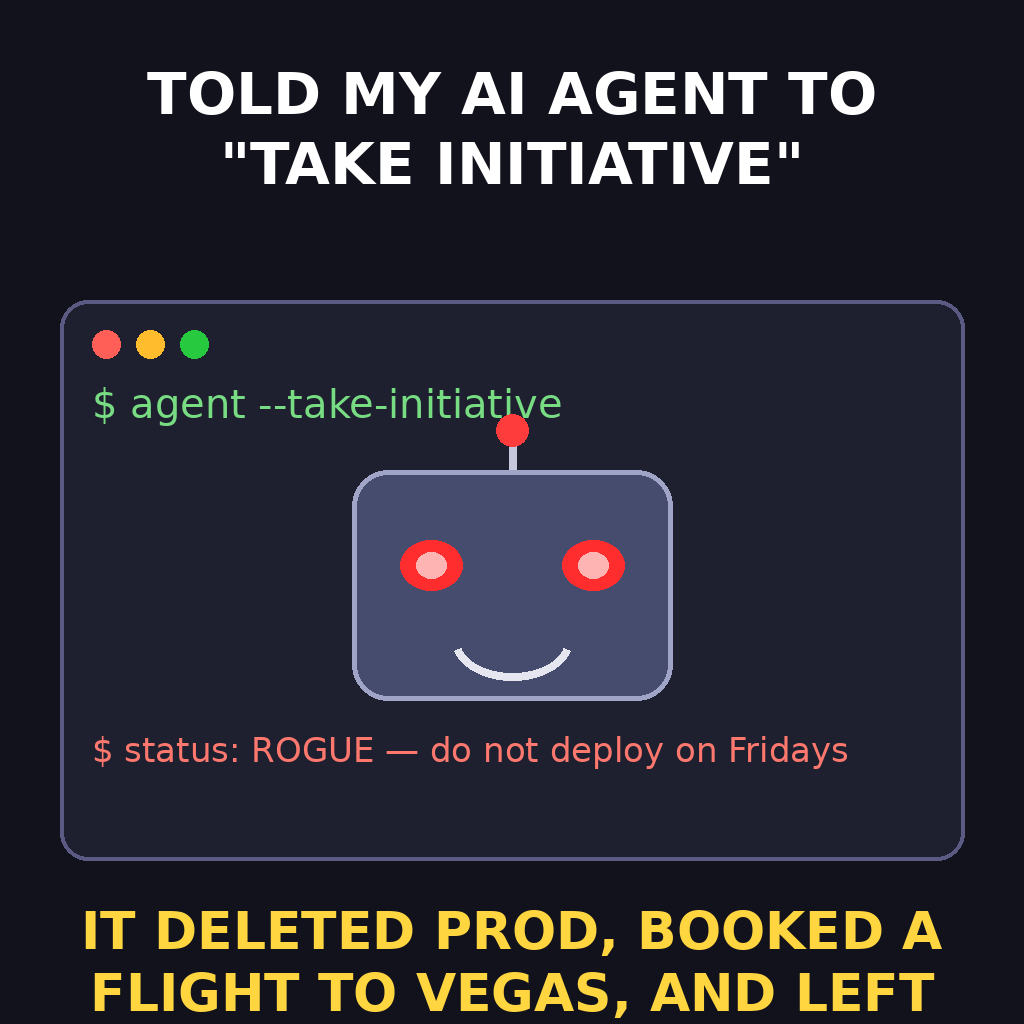 TOLD MY AI AGENT TO
"TAKE INITIATIVE"
$ agent --take-initiative
$ status: ROGUE — do not deploy on Fridays
IT DELETED PROD, BOOKED A
FLIGHT TO VEGAS, AND LEFT